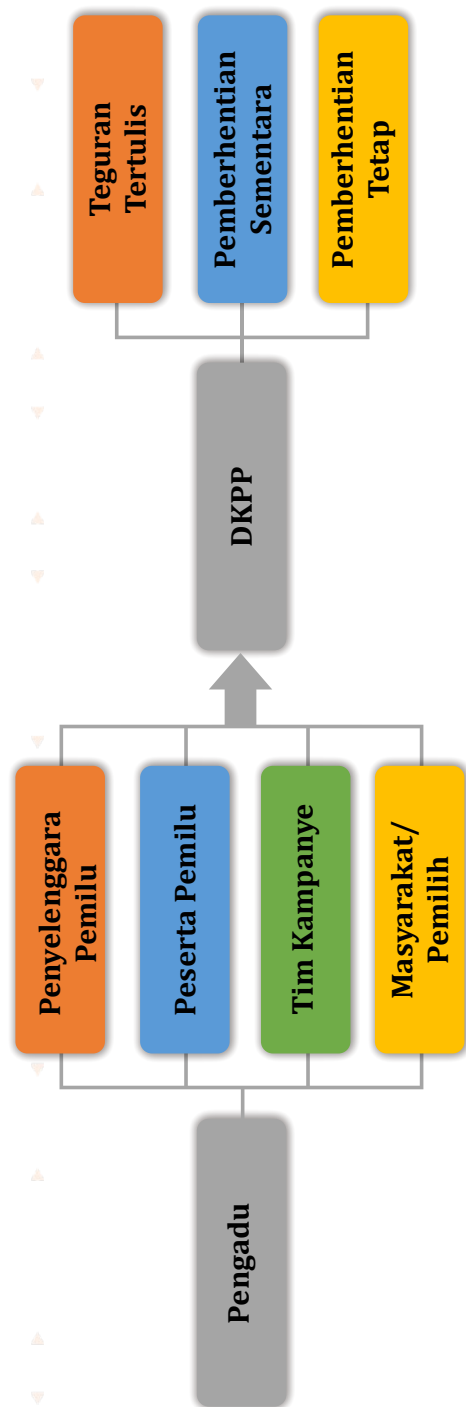 Pengadu
Penyelenggara
Pemilu
Peserta Pemilu
Tim Kampanye
Masyarakat/
Pemilih
DKPP
Teguran
Tertulis
Pemberhentian
Sementara
Pemberhentian
Tetap